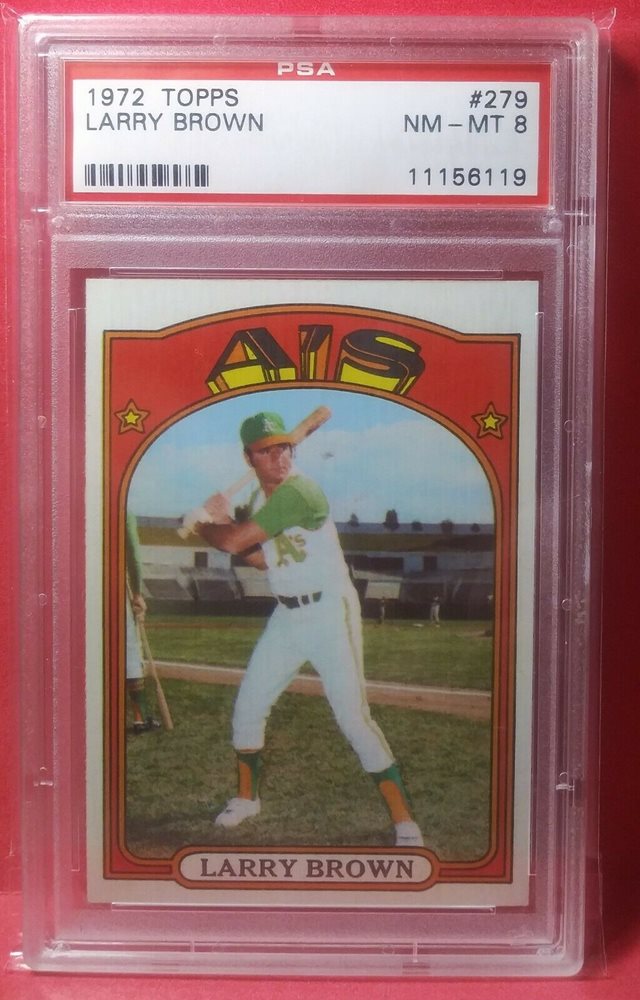 PSA
1972 TOPPS #279
LARRY BROWN NM - MT 8
11156119
A'S
A's
LARRY BROWN